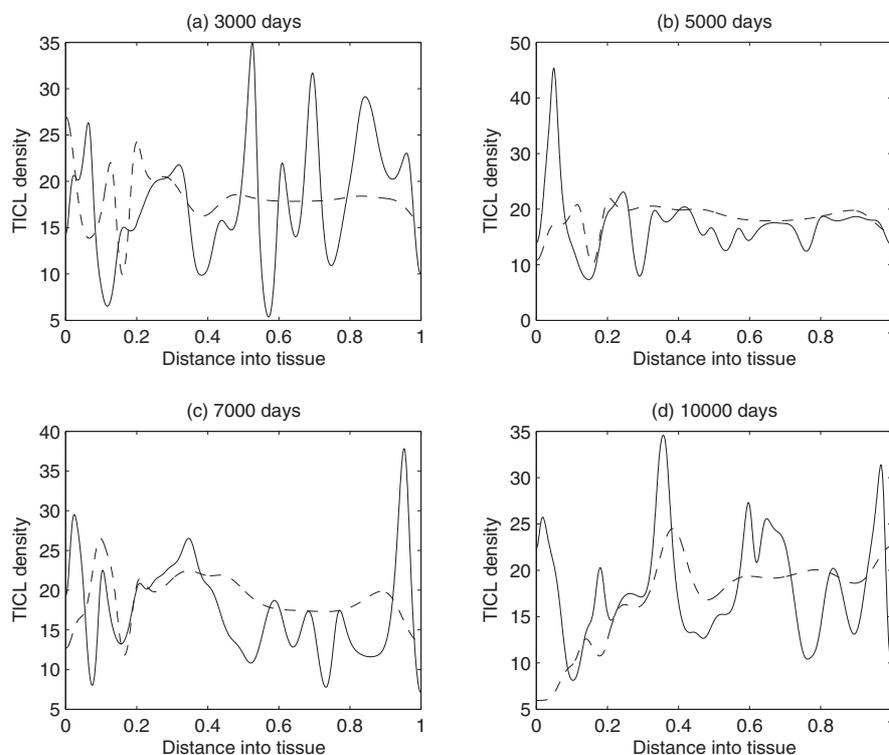 (a) 3000 days
35
30
25
20
15
10
5
TICL density
0 0.2 0.4 0.6 0.8 1
Distance into tissue
(b) 5000 days
50
40
30
20
10
0
TICL density
0 0.2 0.4 0.6 0.8
Distance into tissue
(c) 7000 days
40
35
30
25
20
15
10
5
TICL density
0 0.2 0.4 0.6 0.8 1
Distance into tissue
(d) 10000 days
35
30
25
20
15
10
5
TICL density
0 0.2 0.4 0.6 0.8
Distance into tissue